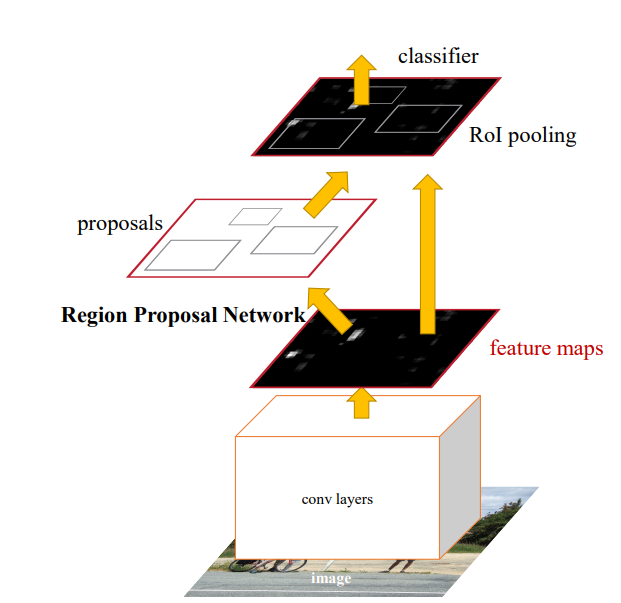 classifier
RoI pooling
proposals
Region Proposal Network
feature maps
conv layers
image